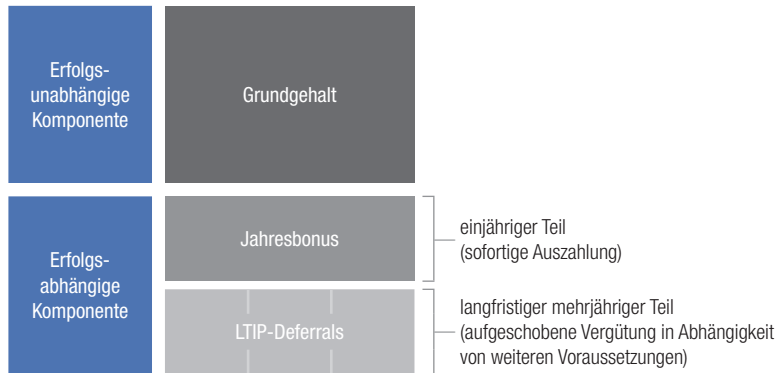 Erfolgs-
unabhängige
Komponente
Grundgehalt
Erfolgs-
abhängige
Komponente
Jahresbonus
einjähriger Teil
(sofortige Auszahlung)
LTIP-Deferrals
langfristiger mehrjähriger Teil
(aufgeschobene Vergütung in Abhängigkeit
von weiteren Voraussetzungen)